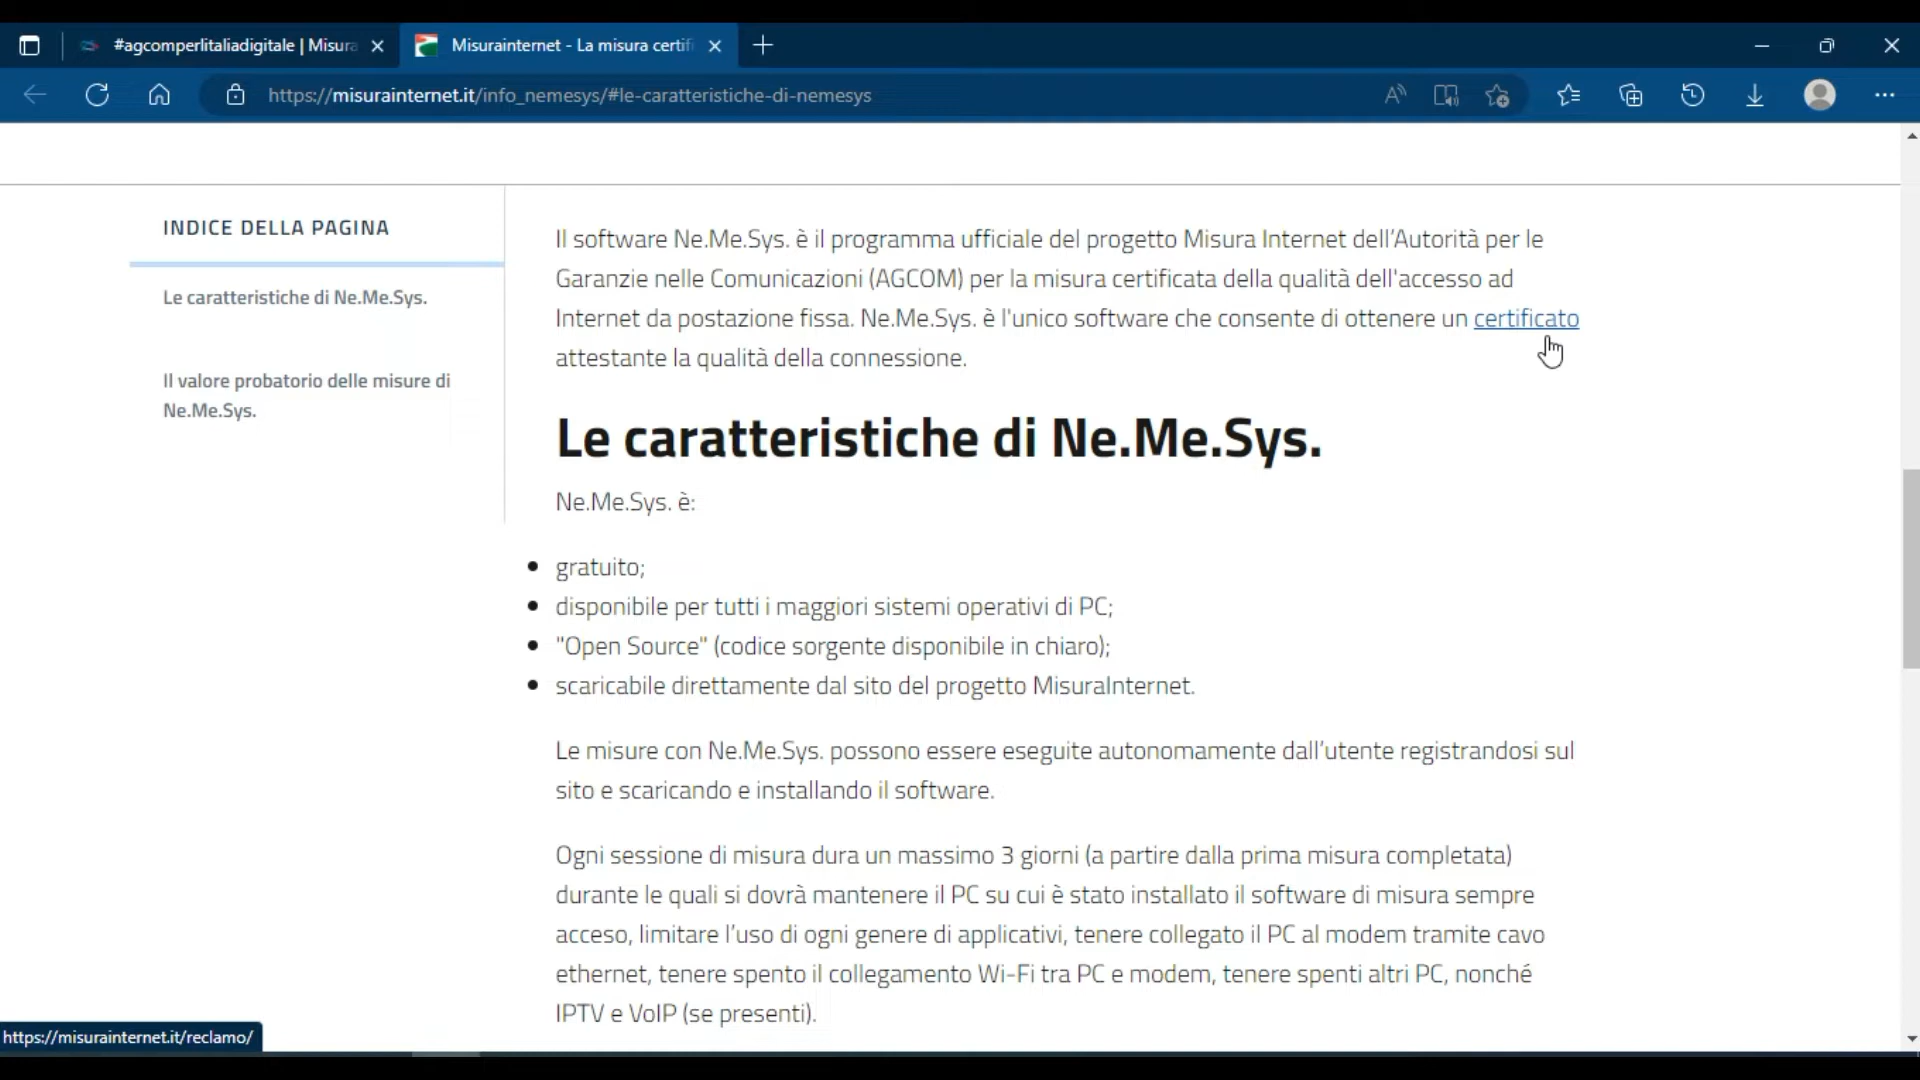 #agcomperlitaliadigitale | Misura
Misurainternet - La misura certifi
https://misurainternet.it/info_nemesys/#le-caratteristiche-di-nemesys
INDICE DELLA PAGINA
Le caratteristiche di Ne.Me.Sys.
Il valore probatorio delle misure di
Ne.Me.Sys.
Il software Ne.Me.Sys. è il programma ufficiale del progetto Misura Internet dell'Autorità per le
Garanzie nelle Comunicazioni (AGCOM) per la misura certificata della qualità dell'accesso ad
Internet da postazione fissa. Ne.Me.Sys. è l'unico software che consente di ottenere un certificato
attestante la qualità della connessione.
Le caratteristiche di Ne.Me.Sys.
Ne.Me.Sys. è:
• gratuito;
• disponibile per tutti i maggiori sistemi operativi di PC;
• "Open Source" (codice sorgente disponibile in chiaro);
• scaricabile direttamente dal sito del progetto MisuraInternet.
Le misure con Ne.Me.Sys. possono essere eseguite autonomamente dall'utente registrandosi sul
sito e scaricando e installando il software.
Ogni sessione di misura dura un massimo 3 giorni (a partire dalla prima misura completata)
durante le quali si dovrà mantenere il PC su cui è stato installato il software di misura sempre
acceso, limitare l'uso di ogni genere di applicativi, tenere collegato il PC al modem tramite cavo
ethernet, tenere spento il collegamento Wi-Fi tra PC e modem, tenere spenti altri PC, nonché
IPTV e VoIP (se presenti).
https://misurainternet.it/reclamo/